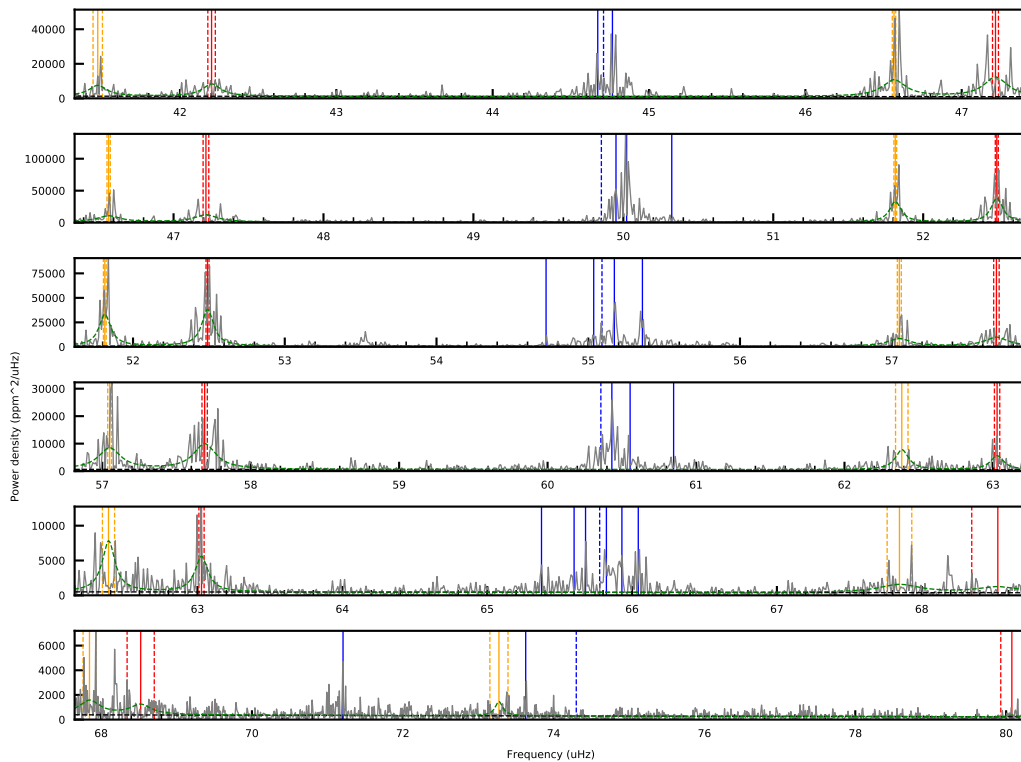 40000
20000
0
42 43 44 45 46 47
100000
50000
0
47 48 49 50 51 52
75000
50000
25000
0
52 53 54 55 56 57
Power density (ppm^2/uHz)
30000
20000
10000
0
57 58 59 60 61 62 63
10000
5000
0
63 64 65 66 67 68
6000
4000
2000
0
68 70 72 74 76 78 80
Frequency (uHz)